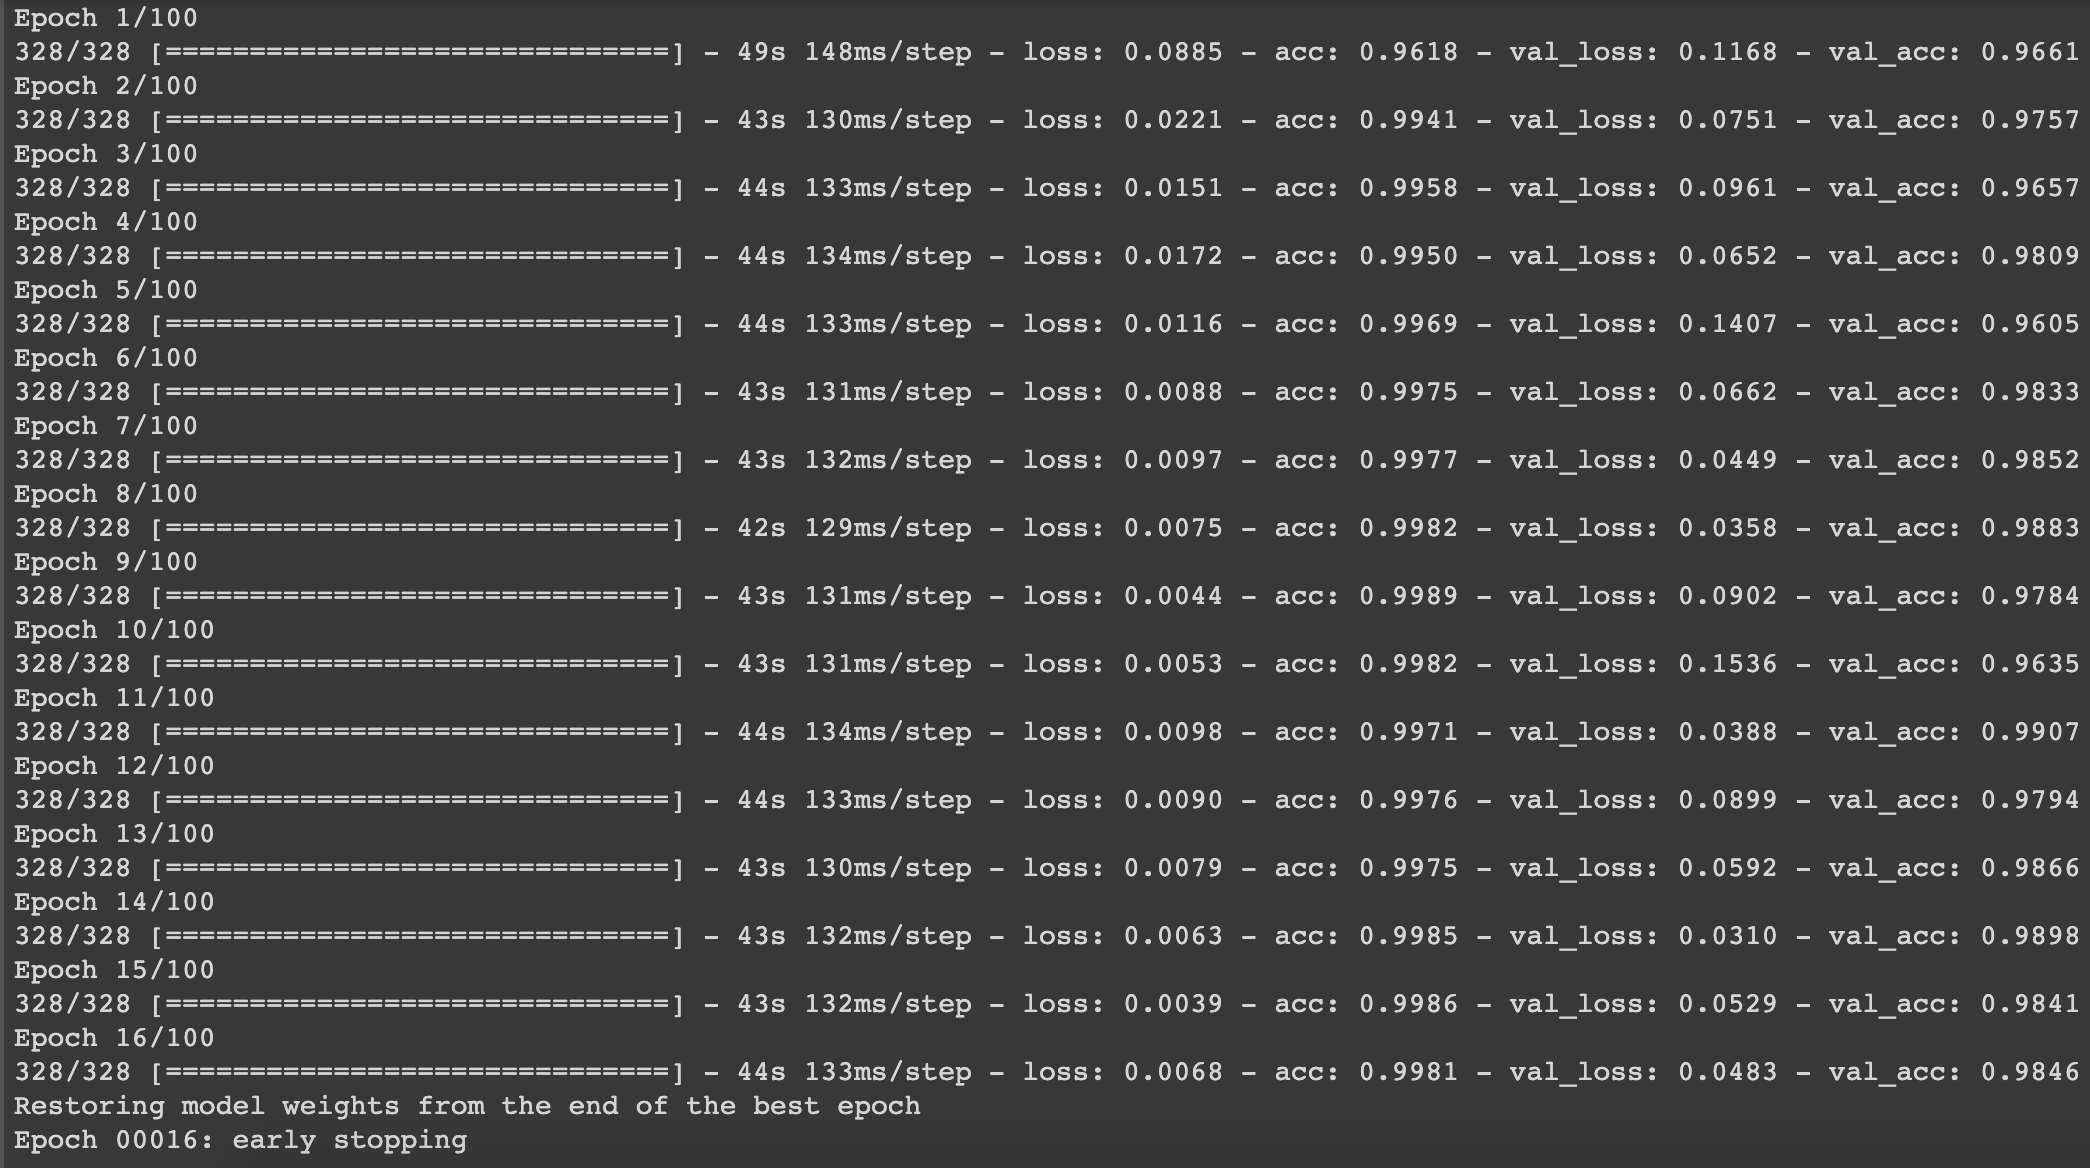 Epoch 1/100
328/328 [==============================] - 49s 148ms/step - loss: 0.0885 - acc: 0.9618 - val_loss: 0.1168 - val_acc: 0.9661
Epoch 2/100
328/328 [==============================] - 43s 130ms/step - loss: 0.0221 - acc: 0.9941 - val_loss: 0.0751 - val_acc: 0.9757
Epoch 3/100
328/328 [==============================] - 44s 133ms/step - loss: 0.0151 - acc: 0.9958 - val_loss: 0.0961 - val_acc: 0.9657
Epoch 4/100
328/328 [==============================] - 44s 134ms/step - loss: 0.0172 - acc: 0.9950 - val_loss: 0.0652 - val_acc: 0.9809
Epoch 5/100
328/328 [==============================] - 44s 133ms/step - loss: 0.0116 - acc: 0.9969 - val_loss: 0.1407 - val_acc: 0.9605
Epoch 6/100
328/328 [==============================] - 43s 131ms/step - loss: 0.0088 - acc: 0.9975 - val_loss: 0.0662 - val_acc: 0.9833
Epoch 7/100
328/328 [==============================] - 43s 132ms/step - loss: 0.0097 - acc: 0.9977 - val_loss: 0.0449 - val_acc: 0.9852
Epoch 8/100
328/328 [==============================] - 42s 129ms/step - loss: 0.0075 - acc: 0.9982 - val_loss: 0.0358 - val_acc: 0.9883
Epoch 9/100
328/328 [==============================] - 43s 131ms/step - loss: 0.0044 - acc: 0.9989 - val_loss: 0.0902 - val_acc: 0.9784
Epoch 10/100
328/328 [==============================] - 43s 131ms/step - loss: 0.0053 - acc: 0.9982 - val_loss: 0.1536 - val_acc: 0.9635
Epoch 11/100
328/328 [==============================] - 44s 134ms/step - loss: 0.0098 - acc: 0.9971 - val_loss: 0.0388 - val_acc: 0.9907
Epoch 12/100
328/328 [==============================] - 44s 133ms/step - loss: 0.0090 - acc: 0.9976 - val_loss: 0.0899 - val_acc: 0.9794
Epoch 13/100
328/328 [==============================] - 43s 130ms/step - loss: 0.0079 - acc: 0.9975 - val_loss: 0.0592 - val_acc: 0.9866
Epoch 14/100
328/328 [==============================] - 43s 132ms/step - loss: 0.0063 - acc: 0.9985 - val_loss: 0.0310 - val_acc: 0.9898
Epoch 15/100
328/328 [==============================] - 43s 132ms/step - loss: 0.0039 - acc: 0.9986 - val_loss: 0.0529 - val_acc: 0.9841
Epoch 16/100
328/328 [==============================] - 44s 133ms/step - loss: 0.0068 - acc: 0.9981 - val_loss: 0.0483 - val_acc: 0.9846
Restoring model weights from the end of the best epoch
Epoch 00016: early stopping